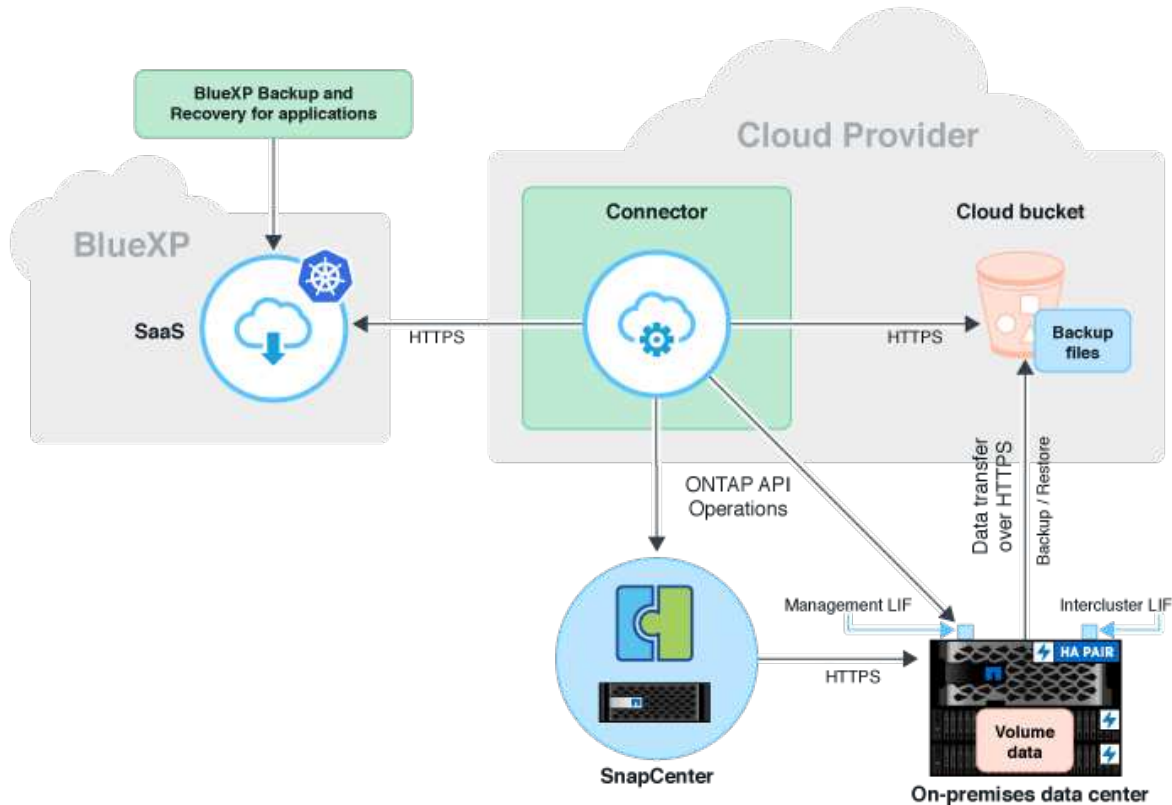 BlueXP Backup and
Recovery for applications
Cloud Provider
BlueXP
SaaS
Connector
Cloud bucket
Backup
files
HTTPS
HTTPS
ONTAP API
Operations
Data transfer
over HTTPS
Backup / Restore
Management LIF
Intercluster LIF
HA PAIR
HTTPS
Volume
data
SnapCenter
On-premises data center